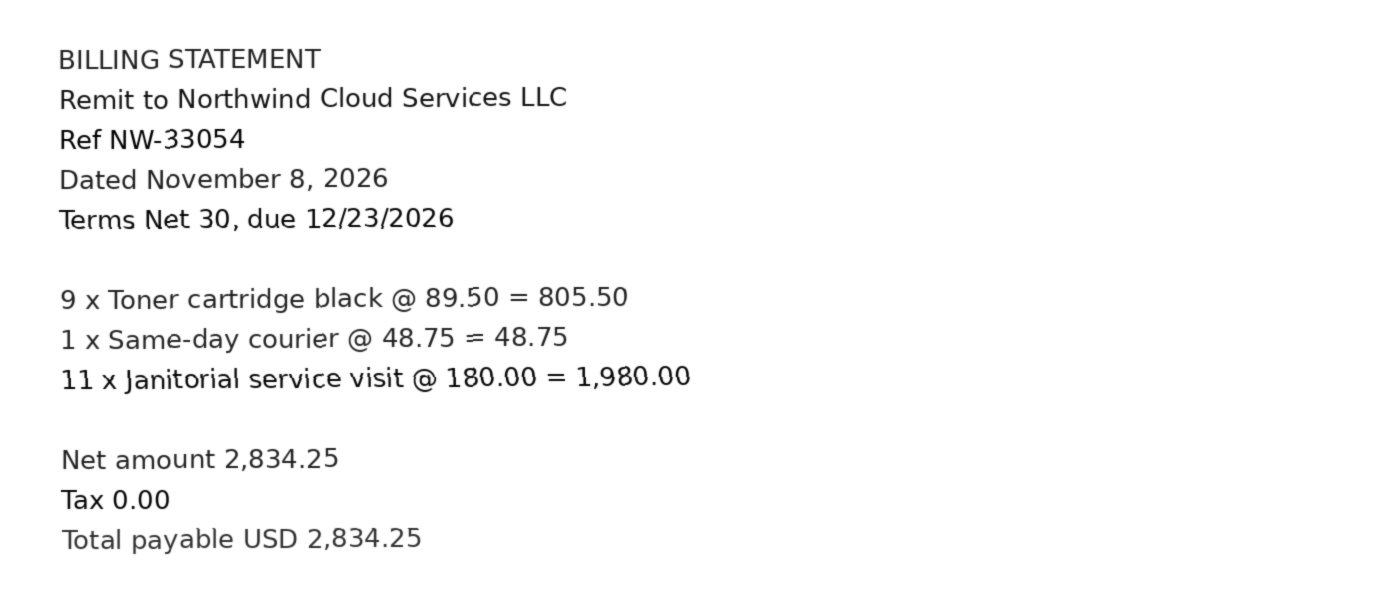 BILLING STATEMENT
Remit to Northwind Cloud Services LLC
Ref NW-33054
Dated November 8, 2026
Terms Net 30, due 12/23/2026
9 x Toner cartridge black @ 89.50 = 805.50
1 x Same-day courier @ 48.75 = 48.75
11 x Janitorial service visit @ 180.00 = 1,980.00
Net amount 2,834.25
Tax 0.00
Total payable USD 2,834.25